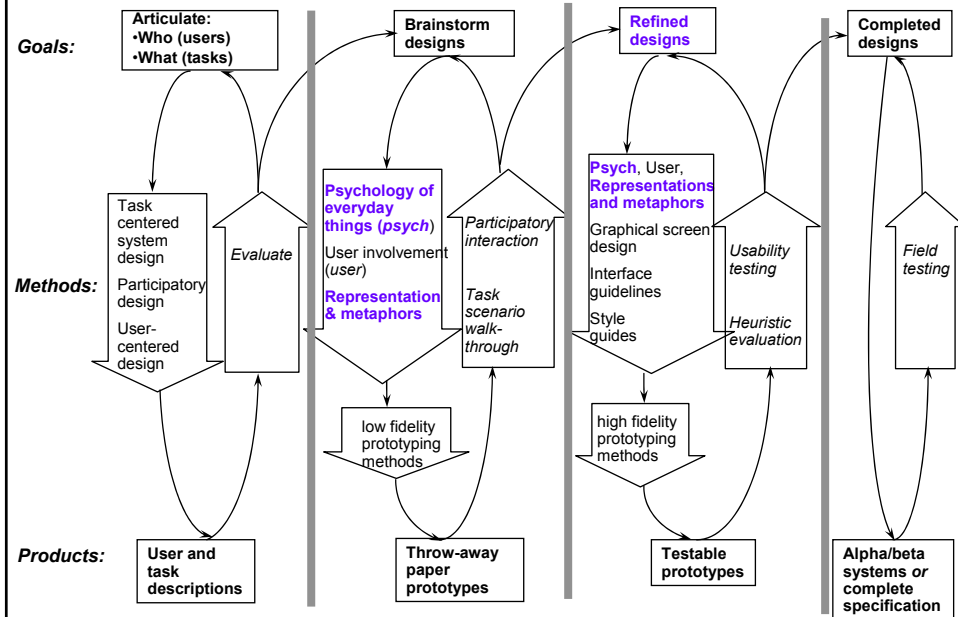 Goals:
Articulate:
•Who (users)
•What (tasks)
Brainstorm
designs
Refined
designs
Completed
designs
Methods:
Task
centered
system
design
Participatory
design
User-
centered
design
Evaluate
Psychology of
everyday
things (psych)
User involvement
(user)
Representation
& metaphors
Participatory
interaction
Task
scenario
walk-
through
Psych, User,
Representations
and metaphors
Graphical screen
design
Interface
guidelines
Style
guides
Usability
testing
Heuristic
evaluation
Field
testing
low fidelity
prototyping
methods
high fidelity
prototyping
methods
Products:
User and
task
descriptions
Throw-away
paper
prototypes
Testable
prototypes
Alpha/beta
systems or
complete
specification